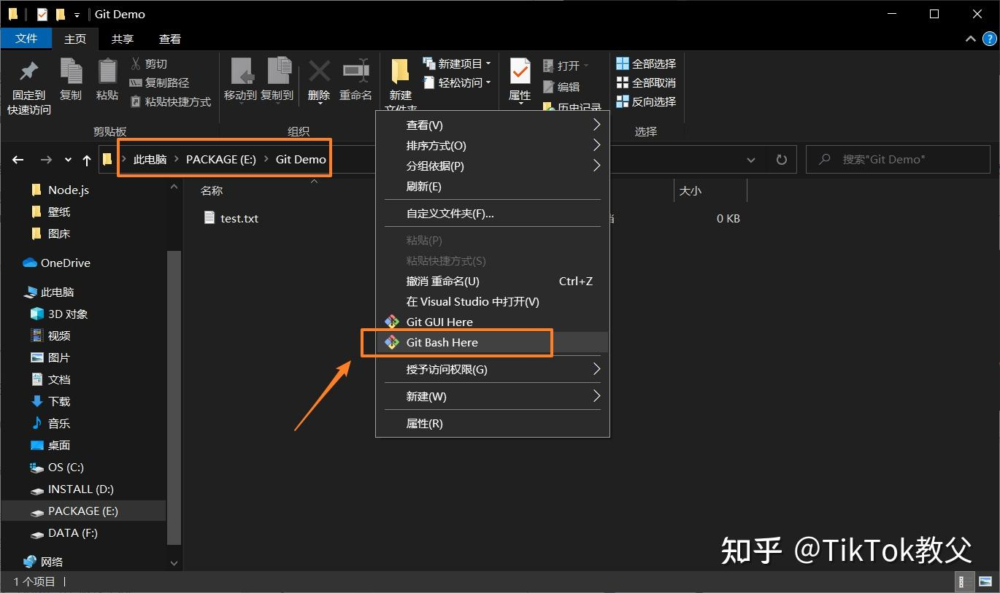 Git Demo
文件 主页 共享 查看
固定到
快速访问
复制
粘贴
剪切
复制路径
粘贴快捷方式
剪贴板
移动到 复制到 删除 重命名
组织
新建
文件夹
新建项目
轻松访问
属性
打开
编辑
历史记录
全部选择
全部取消
反向选择
选择
此电脑 PACKAGE (E:) Git Demo
搜索"Git Demo"
Node.js
壁纸
图床
OneDrive
此电脑
3D 对象
视频
图片
文档
下载
音乐
桌面
OS (C:)
INSTALL (D:)
PACKAGE (E:)
DATA (F:)
网络
名称 大小
test.txt 0 KB
查看(V)
排序方式(O)
分组依据(P)
刷新(E)
自定义文件夹(F)...
粘贴(P)
粘贴快捷方式(S)
撤消 重命名(U) Ctrl+Z
在 Visual Studio 中打开(V)
Git GUI Here
Git Bash Here
授予访问权限(G)
新建(W)
属性(R)
知乎 @TikTok教父
1 个项目